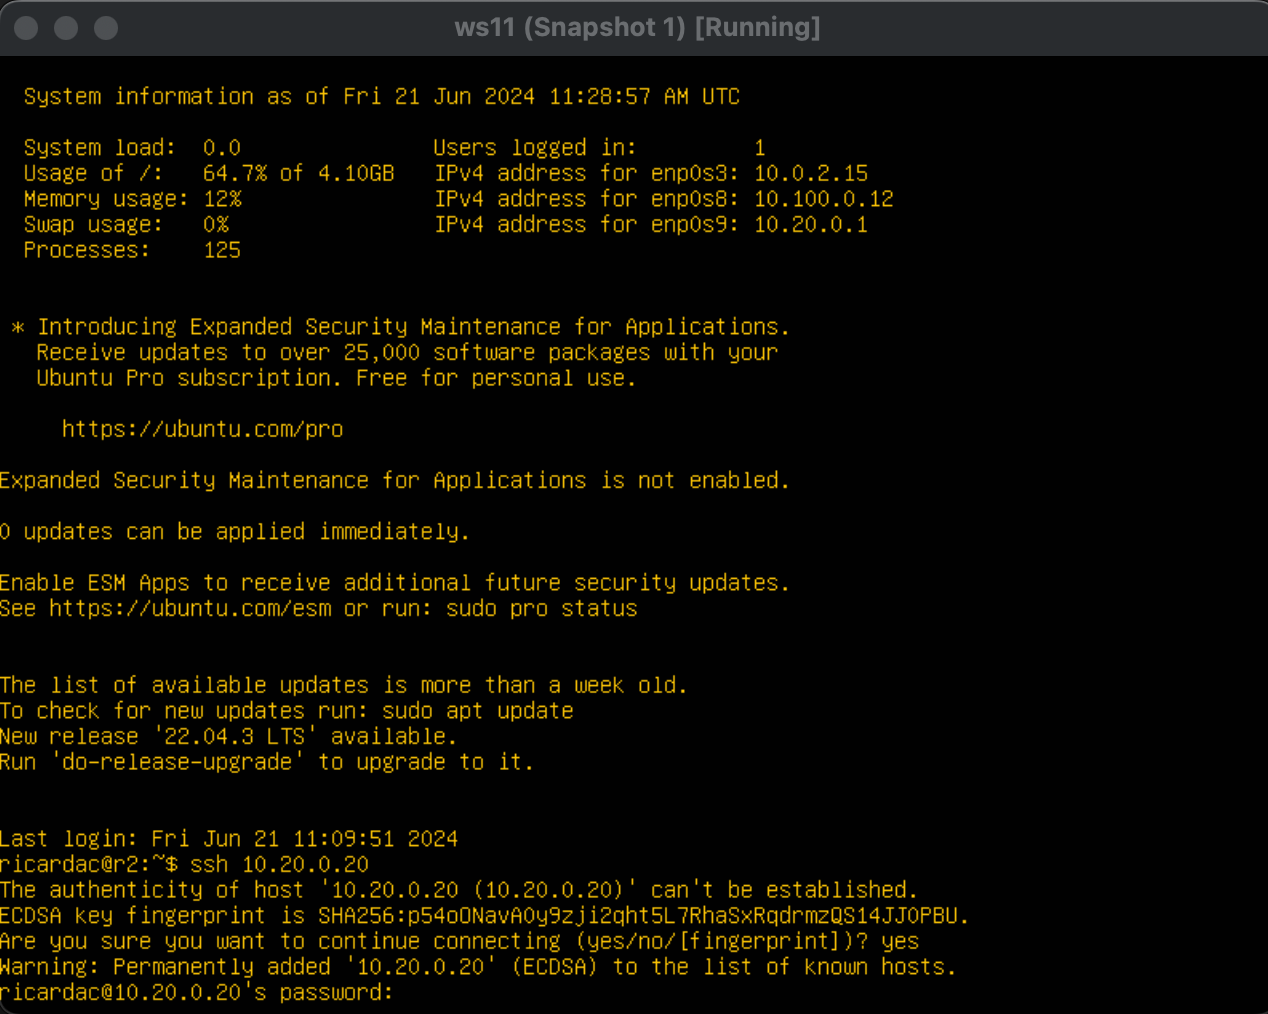 ws11 (Snapshot 1) [Running]
System information as of Fri 21 Jun 2024 11:28:57 AM UTC
System load: 0.0 Users logged in: 1
Usage of /: 64.7% of 4.10GB IPv4 address for enp0s3: 10.0.2.15
Memory usage: 12% IPv4 address for enp0s8: 10.100.0.12
Swap usage: 0% IPv4 address for enp0s9: 10.20.0.1
Processes: 125
* Introducing Expanded Security Maintenance for Applications.
Receive updates to over 25,000 software packages with your
Ubuntu Pro subscription. Free for personal use.
https://ubuntu.com/pro
Expanded Security Maintenance for Applications is not enabled.
0 updates can be applied immediately.
Enable ESM Apps to receive additional future security updates.
See https://ubuntu.com/esm or run: sudo pro status
The list of available updates is more than a week old.
To check for new updates run: sudo apt update
New release '22.04.3 LTS' available.
Run 'do-release-upgrade' to upgrade to it.
Last login: Fri Jun 21 11:09:51 2024
ricardac@r2:~$ ssh 10.20.0.20
The authenticity of host '10.20.0.20 (10.20.0.20)' can't be established.
ECDSA key fingerprint is SHA256:p54oONavA0y9zji2qht5L7RhaSxRqdrmzQS14JJ0PBU.
Are you sure you want to continue connecting (yes/no/[fingerprint])? yes
Warning: Permanently added '10.20.0.20' (ECDSA) to the list of known hosts.
ricardac@10.20.0.20's password: